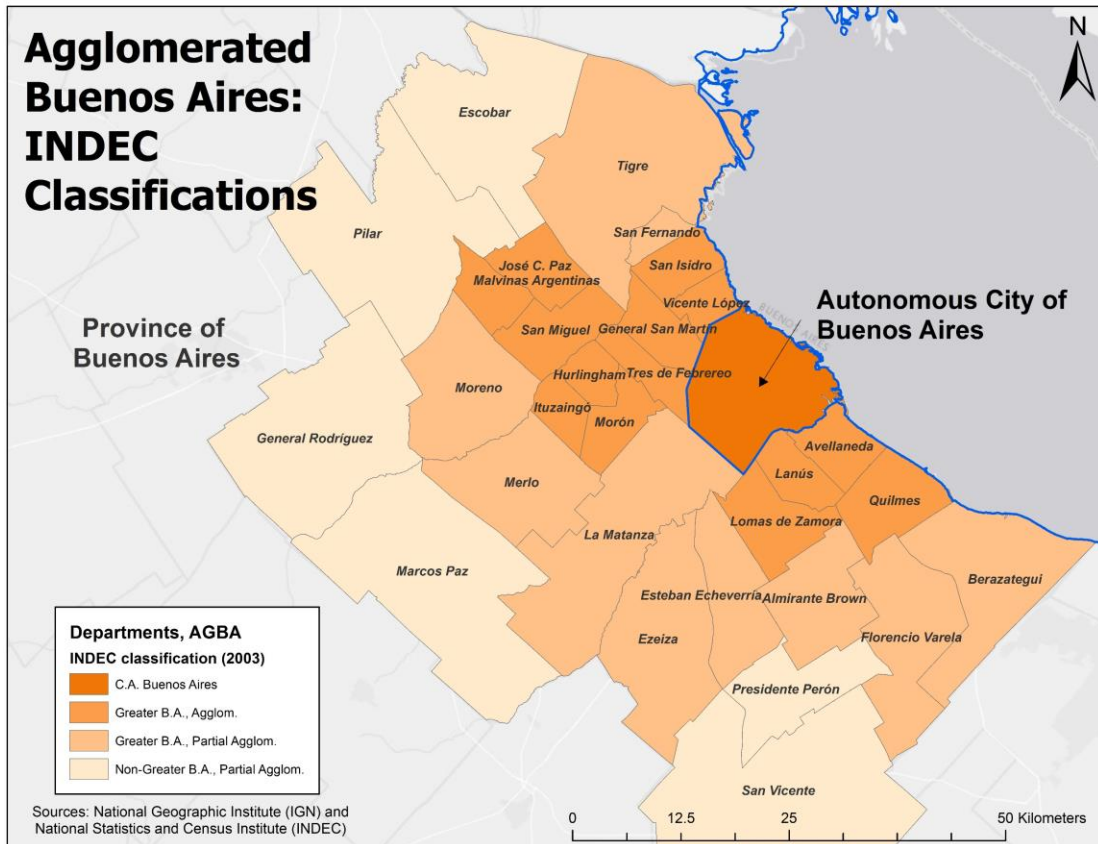 Agglomerated
Buenos Aires:
INDEC
Classifications
N
Escobar
Tigre
Pilar
San Fernando
José C. Paz
San Isidro
Malvinas Argentinas
Vicente López
BUENOS AIRES
Autonomous City of
Buenos Aires
Province of
Buenos Aires
San Miguel
General San Martín
Hurlingham
Tres de Febrereo
Moreno
Ituzaingó
Morón
General Rodríguez
Avellaneda
Lanús
Merlo
Quilmes
Lomas de Zamora
La Matanza
Marcos Paz
Berazategui
Esteban Echeverría
Almirante Brown
Ezeiza
Florencio Varela
Presidente Perón
San Vicente
Departments, AGBA
INDEC classification (2003)
C.A. Buenos Aires
Greater B.A., Agglom.
Greater B.A., Partial Agglom.
Non-Greater B.A., Partial Agglom.
Sources: National Geographic Institute (IGN) and
National Statistics and Census Institute (INDEC)
0 12.5 25 50 Kilometers